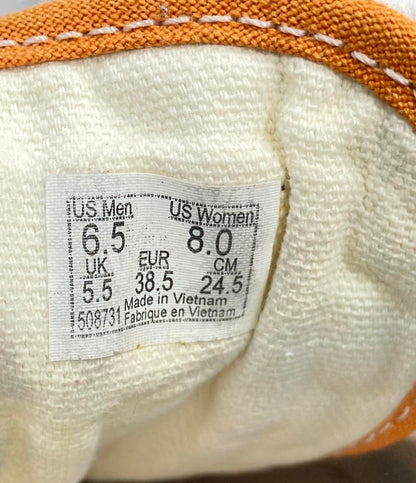 US Men US Women
6.5 8.0
UK EUR CM
5.5 38.5 24.5
508731 Made in Vietnam
Fabrique en Vietnam